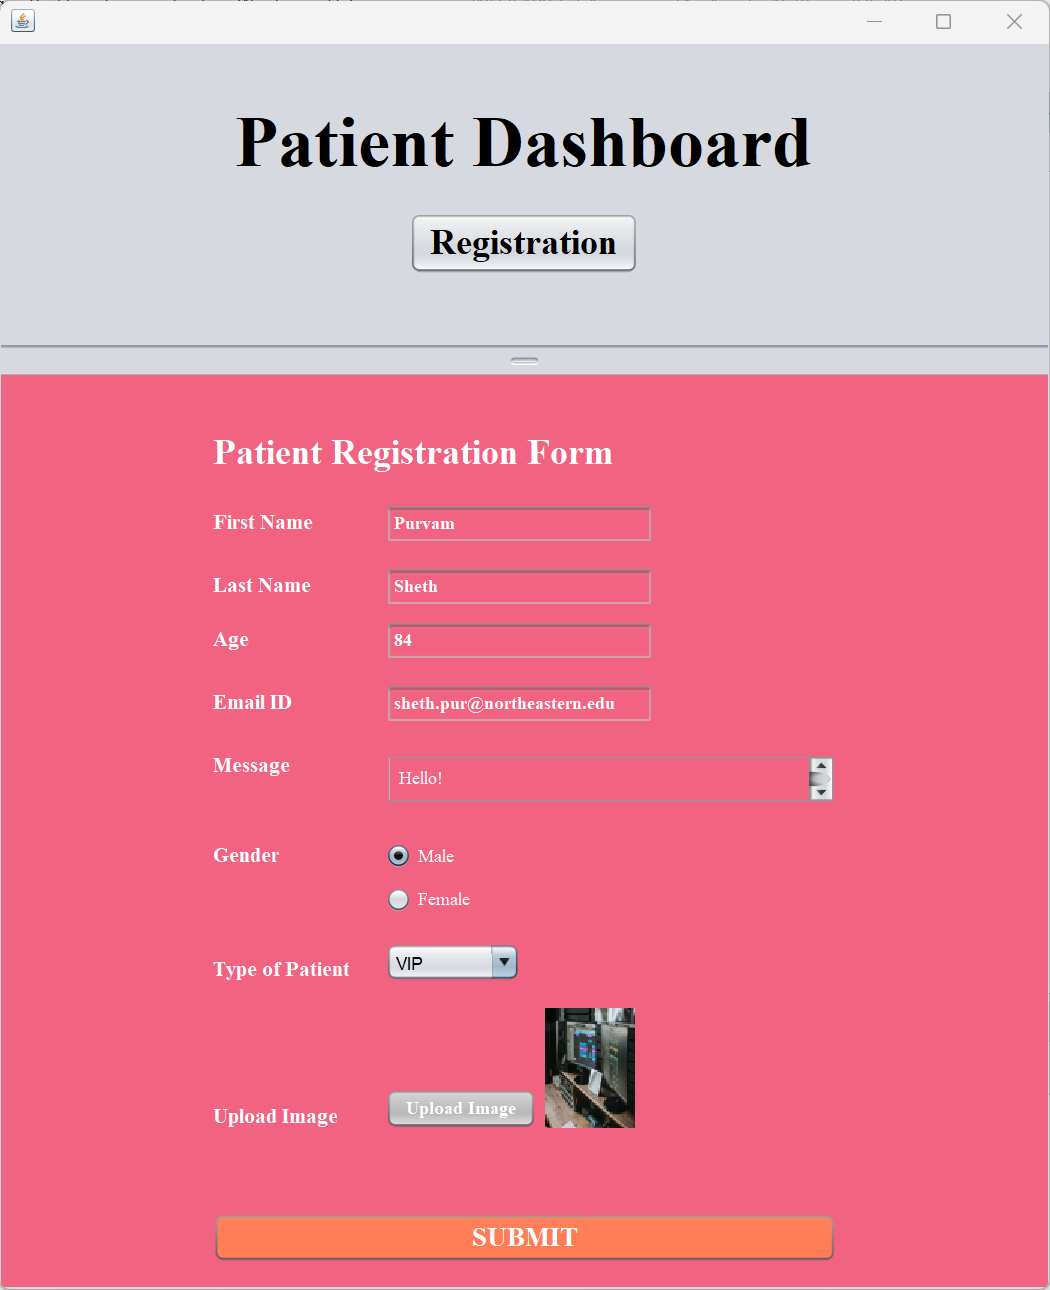 Patient Dashboard
Registration
Patient Registration Form
First Name Purvam
Last Name Sheth
Age 84
Email ID sheth.pur@northeastern.edu
Message Hello!
Gender Male
Female
Type of Patient VIP
Upload Image Upload Image
SUBMIT